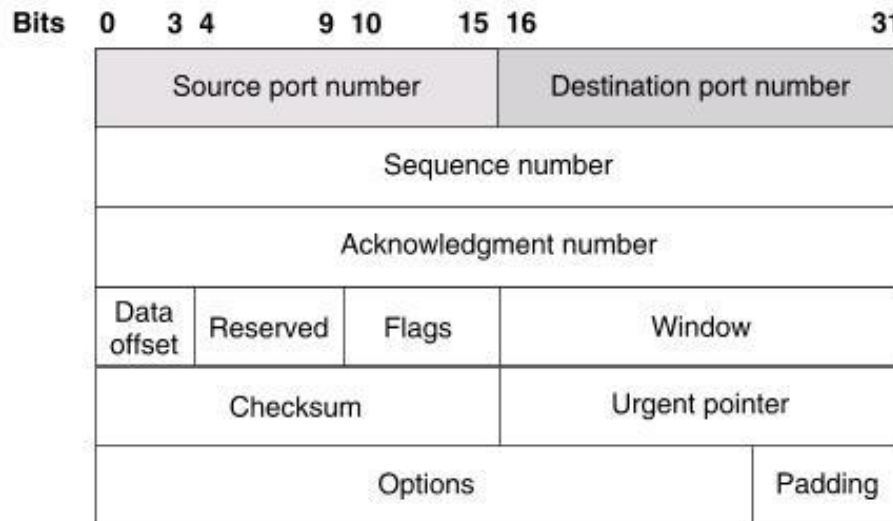 Bits 0 3 4 9 10 15 16 31
Source port number Destination port number
Sequence number
Acknowledgment number
Data offset Reserved Flags Window
Checksum Urgent pointer
Options Padding